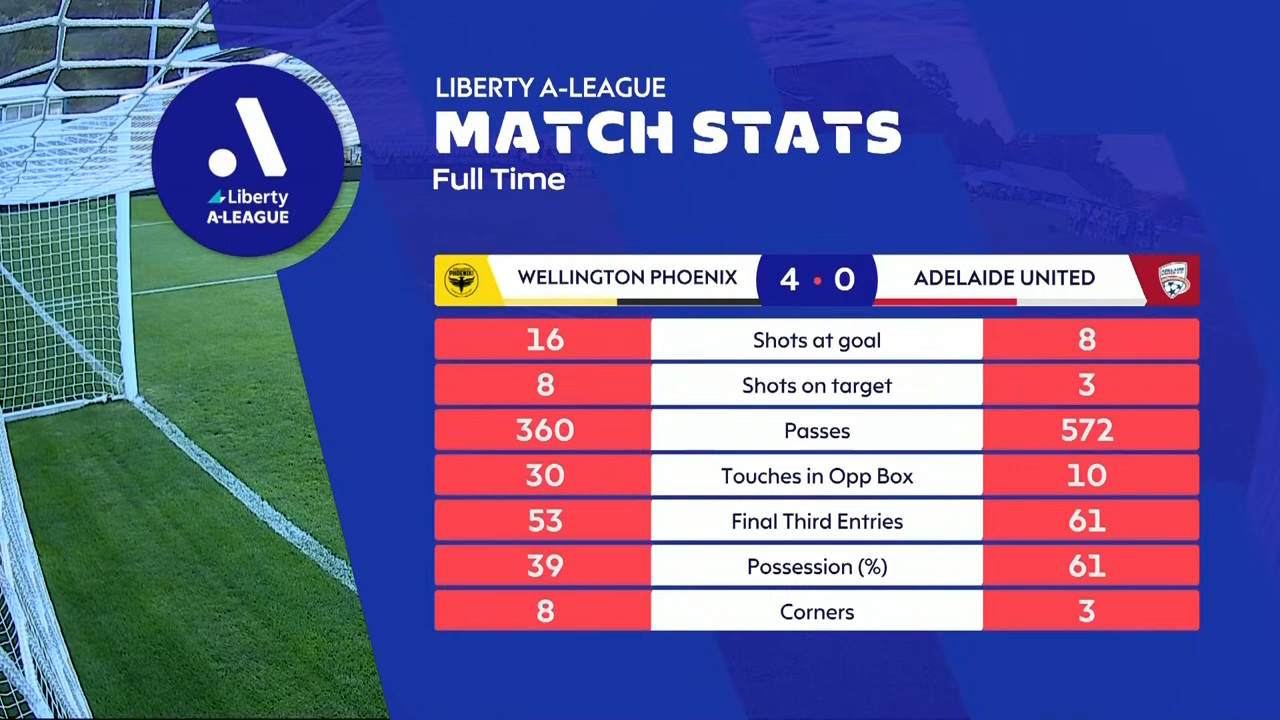 LIBERTY A-LEAGUE
MATCH STATS
Full Time
Liberty
A-LEAGUE
PHOENIX WELLINGTON PHOENIX 4 • 0 ADELAIDE UNITED
16 Shots at goal 8
8 Shots on target 3
360 Passes 572
30 Touches in Opp Box 10
53 Final Third Entries 61
39 Possession (%) 61
8 Corners 3